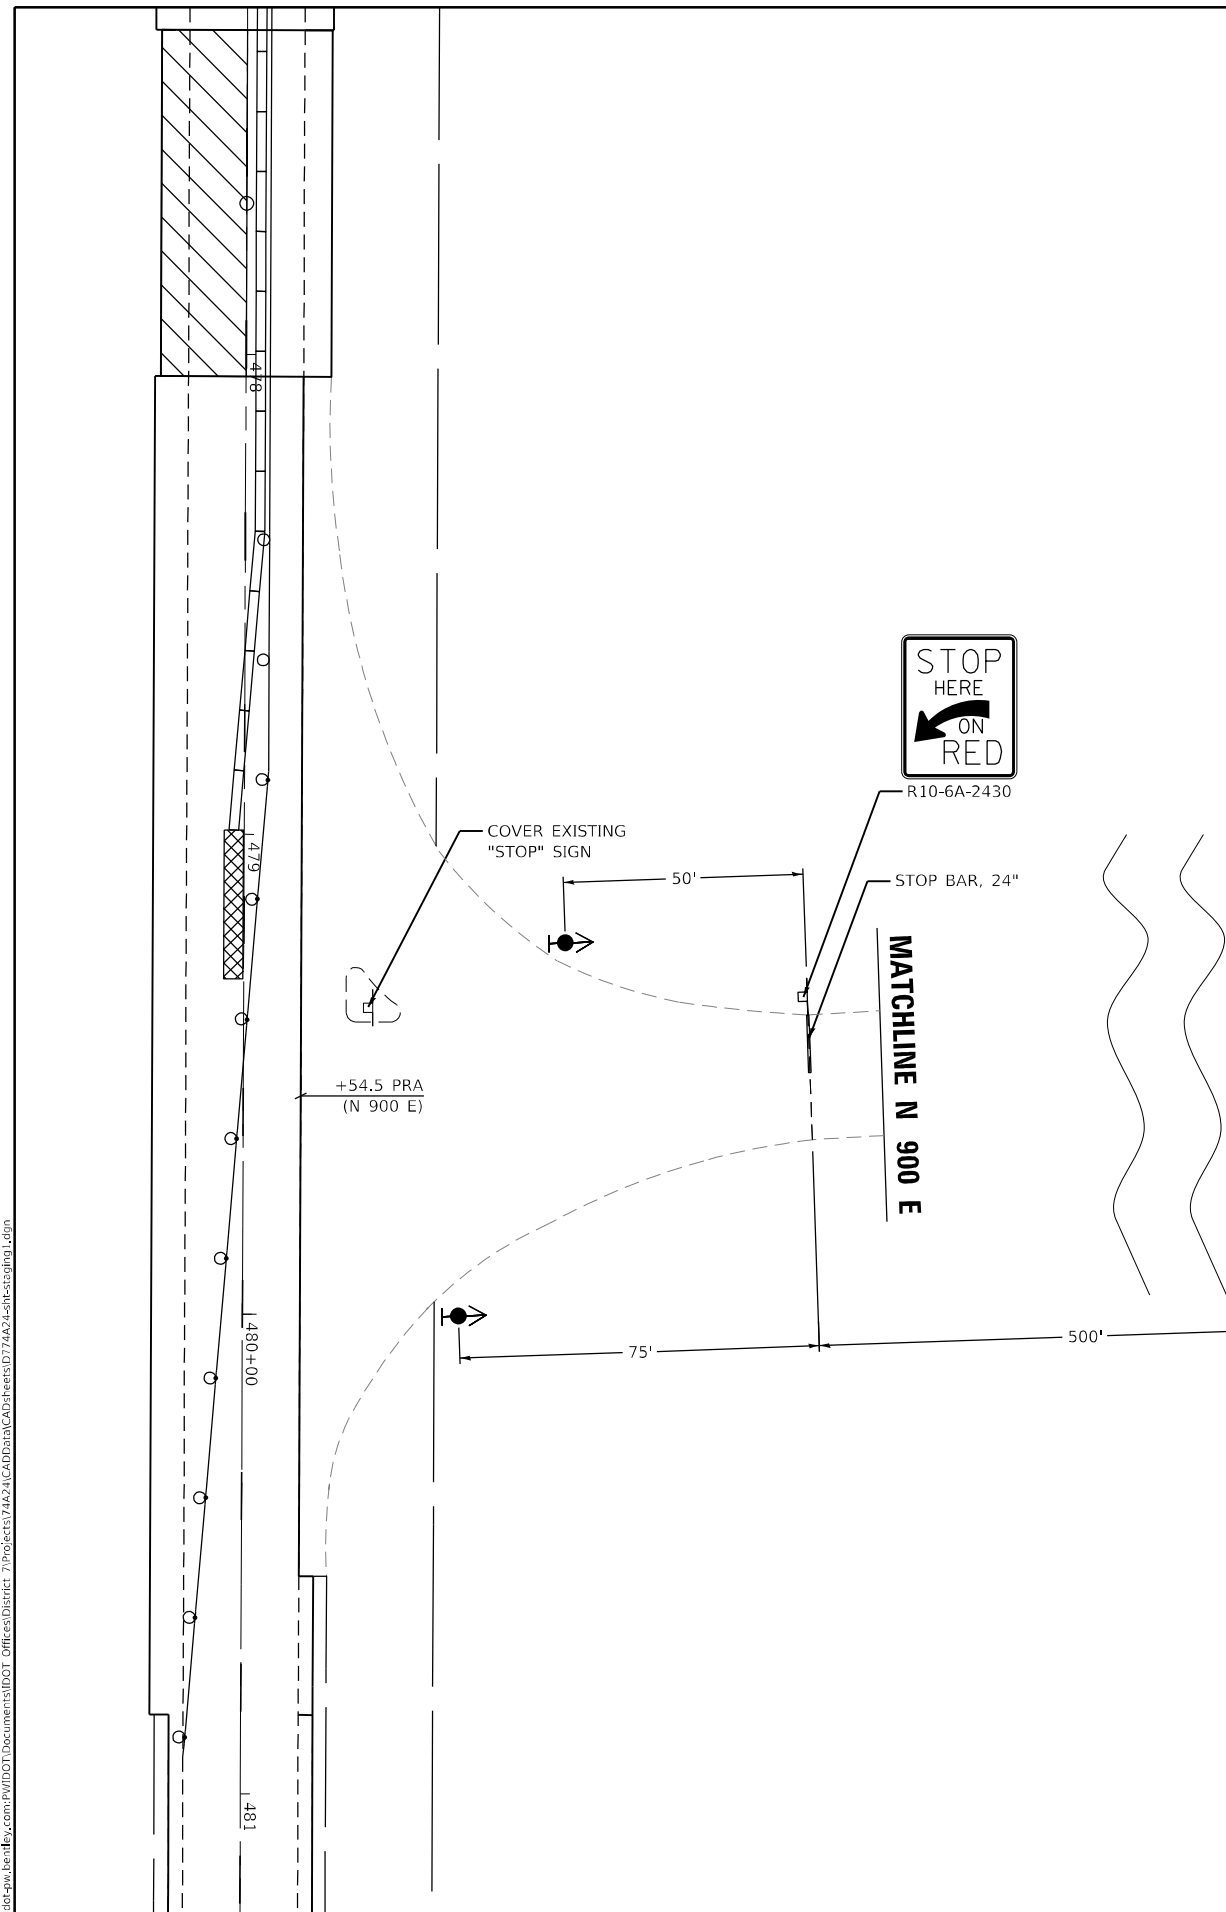 478
STOP
HERE
ON
RED
R10-6A-2430
COVER EXISTING
"STOP" SIGN
479
50'
STOP BAR, 24"
MATCHLINE N 900 E
+54.5 PRA
(N 900 E)
480+00
75'
500'
481
dot-pw.bentley.com:PWIDOT\Documents\IDOT Offices\District 7\Projects\74A24\CADData\CADsheets\D774A24-sht-staging1.dgn